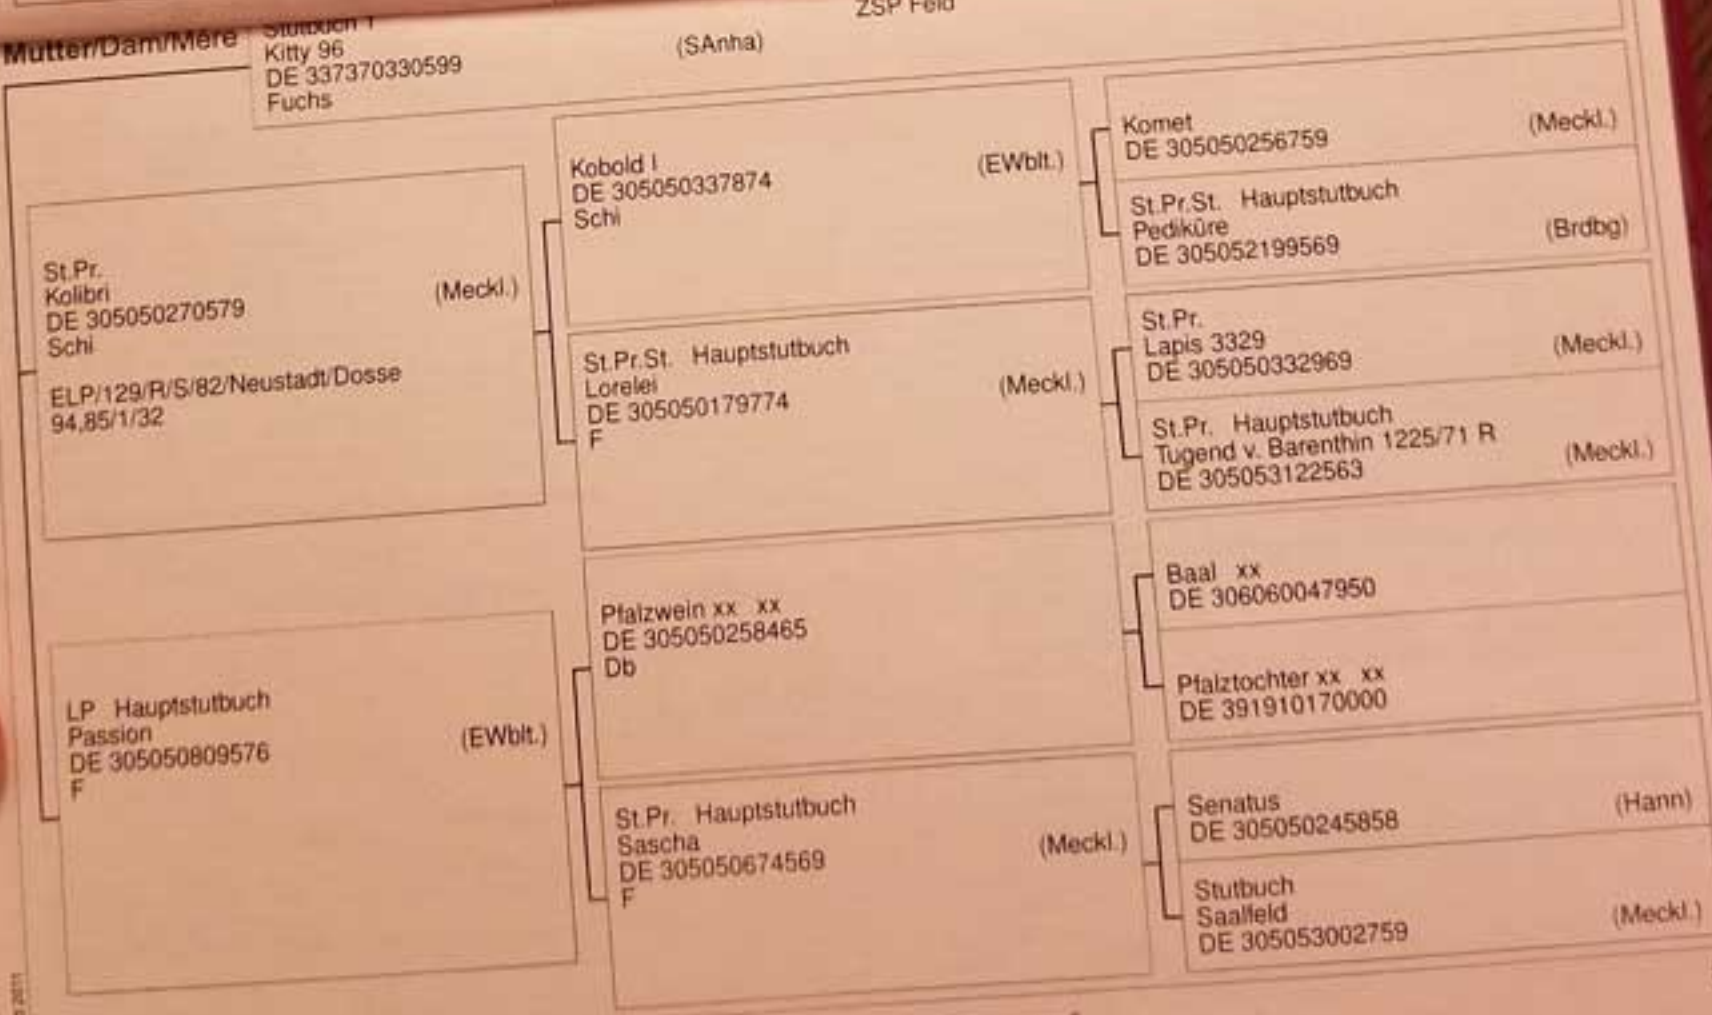 ZSP Feld
Mutter/Dam/Mère
Stutbuch 1
Kitty 96
DE 337370330599
Fuchs
(SAnha)
St.Pr.
Kolibri
DE 305050270579
Schi
(Meckl.)
ELP/129/R/S/82/Neustadt/Dosse
94,85/1/32
Kobold I
DE 305050337874
Schi
(EWblt.)
Komet
DE 305050256759
(Meckl.)
St.Pr.St. Hauptstutbuch
Pediküre
DE 305052199569
(Brdbg)
St.Pr.St. Hauptstutbuch
Lorelei
DE 305050179774
F
(Meckl.)
St.Pr.
Lapis 3329
DE 305050332969
(Meckl.)
St.Pr. Hauptstutbuch
Tugend v. Barenthin 1225/71 R
DE 305053122563
(Meckl.)
LP Hauptstutbuch
Passion
DE 305050809576
F
(EWblt.)
Pfalzwein xx xx
DE 305050258465
Db
Baal xx
DE 306060047950
Pfalztochter xx xx
DE 391910170000
St.Pr. Hauptstutbuch
Sascha
DE 305050674569
F
(Meckl.)
Senatus
DE 305050245858
(Hann)
Stutbuch
Saalfeld
DE 305053002759
(Meckl.)
2011